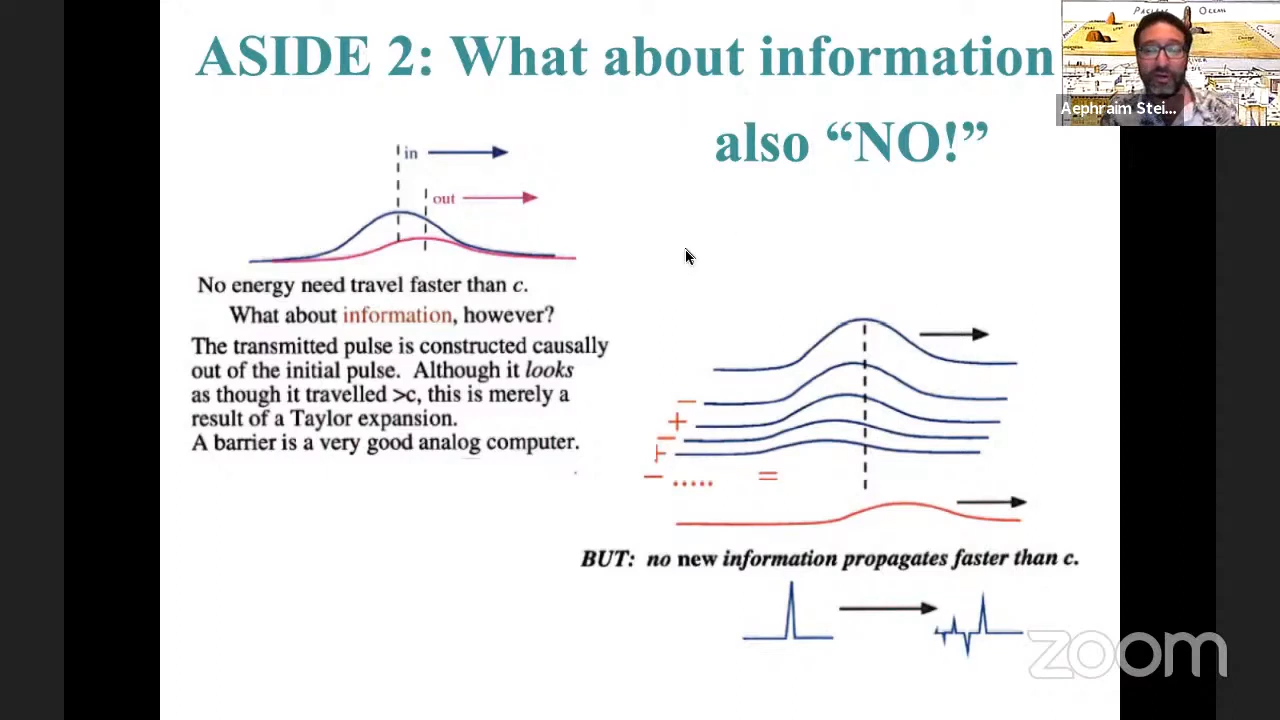 ASIDE 2: What about information
also “NO!”
Aephraim Stei...
in
out
No energy need travel faster than c.
What about information, however?
The transmitted pulse is constructed causally
out of the initial pulse. Although it looks
as though it travelled >c, this is merely a
result of a Taylor expansion.
A barrier is a very good analog computer.
−
+
−
+
− ..... =
BUT: no new information propagates faster than c.
zoom